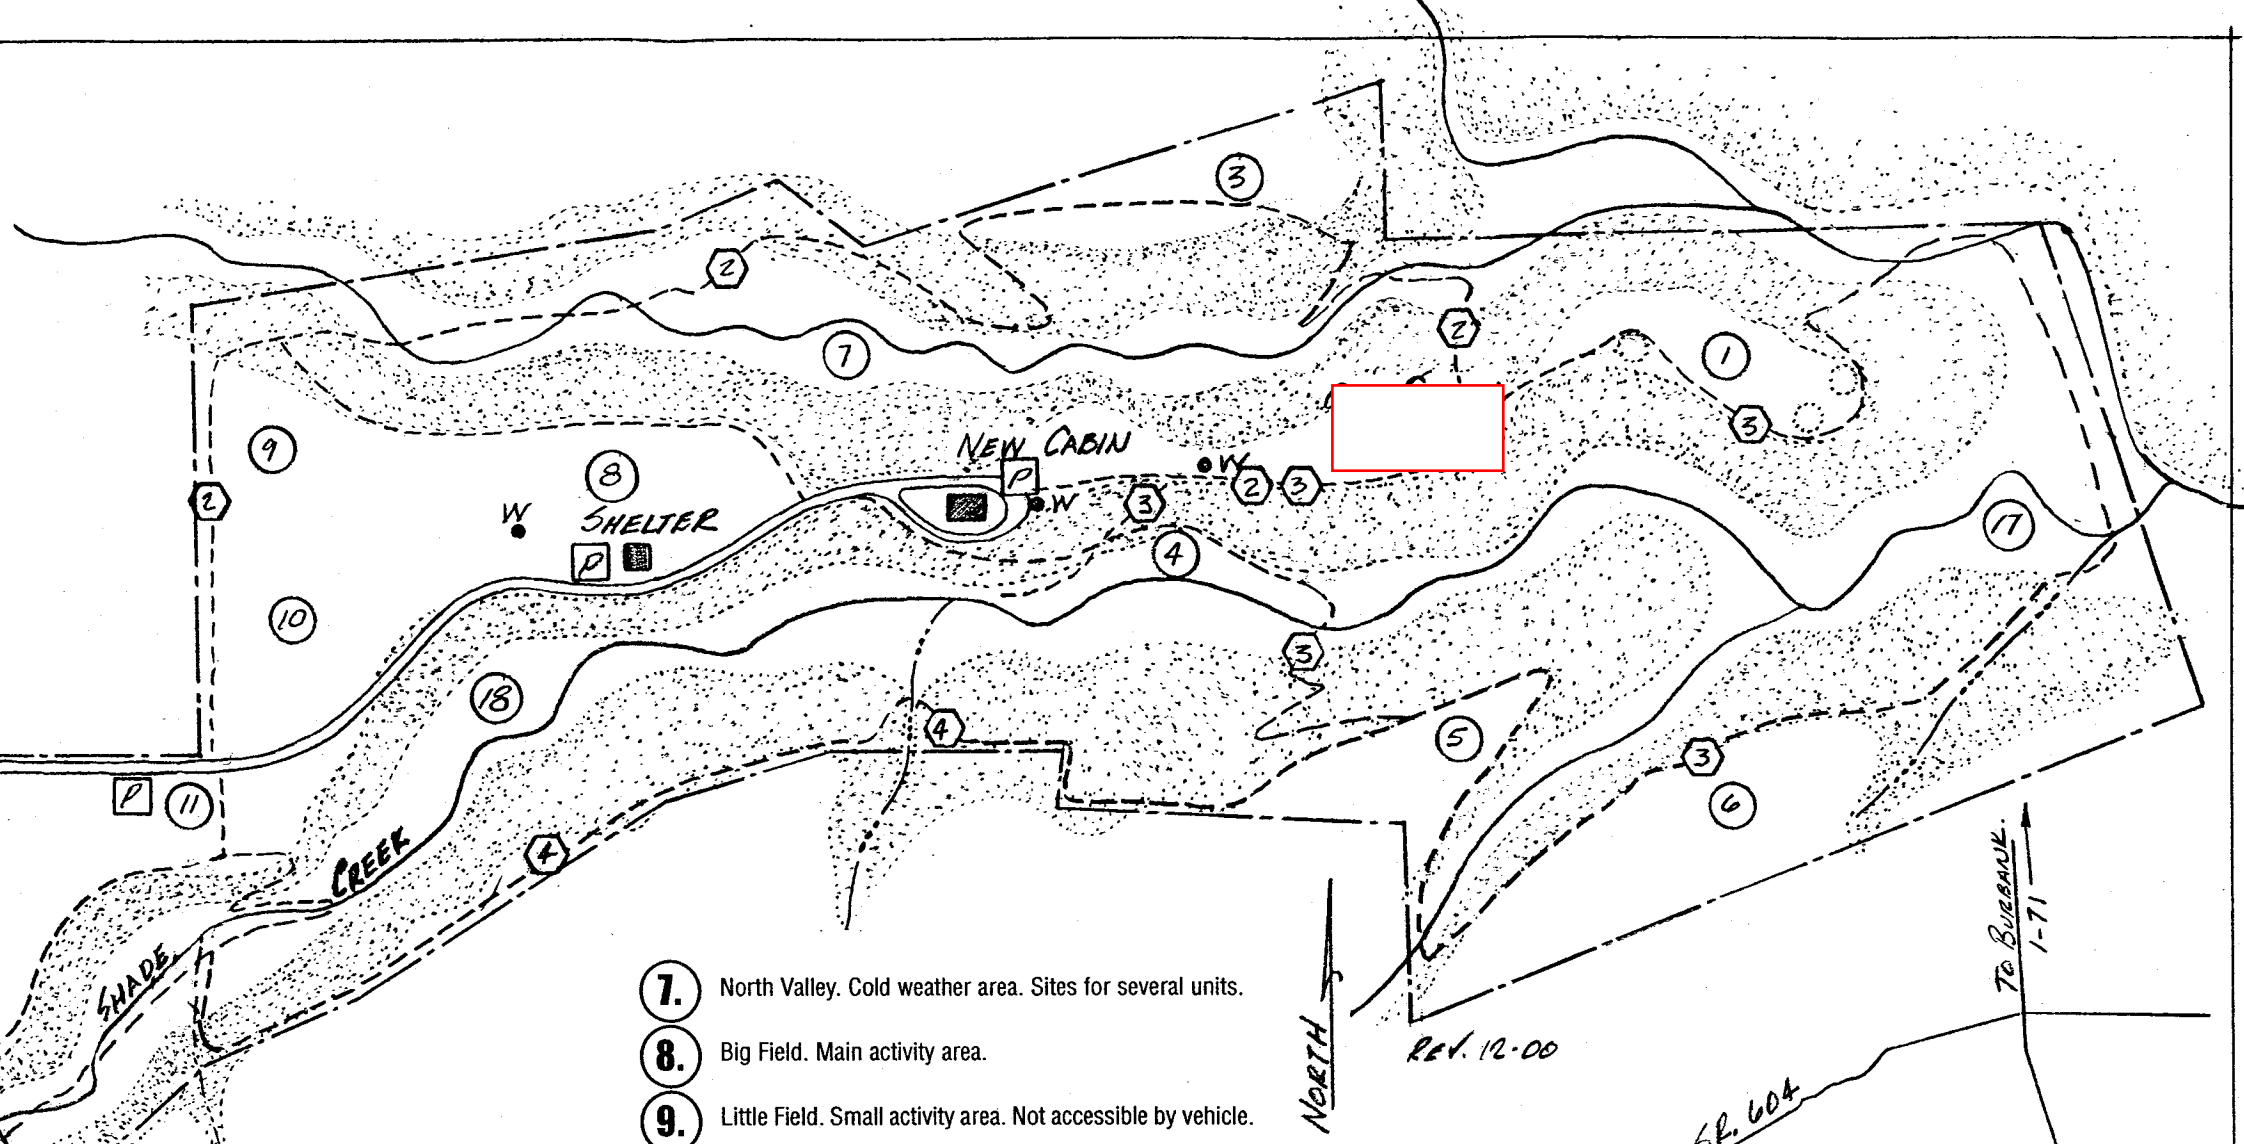 3
2
2
7
1
9
3
NEW CABIN
8
P
W
W
2
3
3
2
W
SHELTER
P
17
4
10
3
18
4
5
3
P
11
6
4
CREEK
SHADE
TO BURBANK.
I-71
7. North Valley. Cold weather area. Sites for several units.
NORTH
REV. 12-00
8. Big Field. Main activity area.
SR. 604
9. Little Field. Small activity area. Not accessible by vehicle.